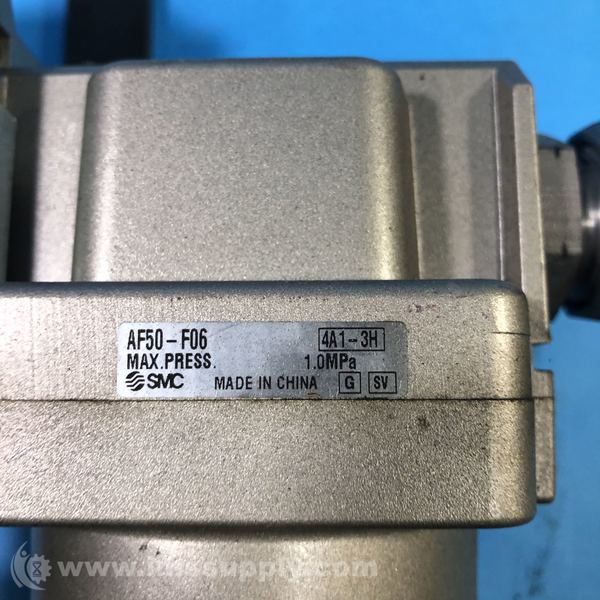 AF50-F06 4A1-3H
MAX.PRESS. 1.0MPa
SMC MADE IN CHINA G SV